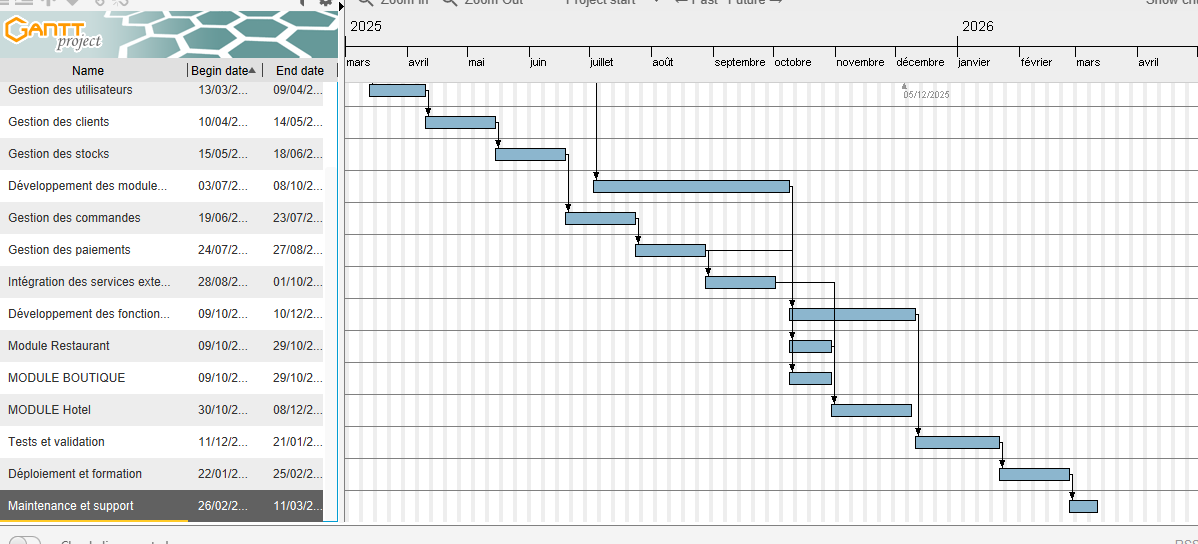 Zoom In Zoom Out Project start ← Past Future → Show
GANTT
project
Name Begin date End date
2025 2026
mars avril mai juin juillet août septembre octobre novembre décembre janvier février mars avril
05/12/2025
Gestion des utilisateurs 13/03/2... 09/04/2...
Gestion des clients 10/04/2... 14/05/2...
Gestion des stocks 15/05/2... 18/06/2...
Développement des module... 03/07/2... 08/10/2...
Gestion des commandes 19/06/2... 23/07/2...
Gestion des paiements 24/07/2... 27/08/2...
Intégration des services exte... 28/08/2... 01/10/2...
Développement des fonction... 09/10/2... 10/12/2...
Module Restaurant 09/10/2... 29/10/2...
MODULE BOUTIQUE 09/10/2... 29/10/2...
MODULE Hotel 30/10/2... 08/12/2...
Tests et validation 11/12/2... 21/01/2...
Déploiement et formation 22/01/2... 25/02/2...
Maintenance et support 26/02/2... 11/03/2...